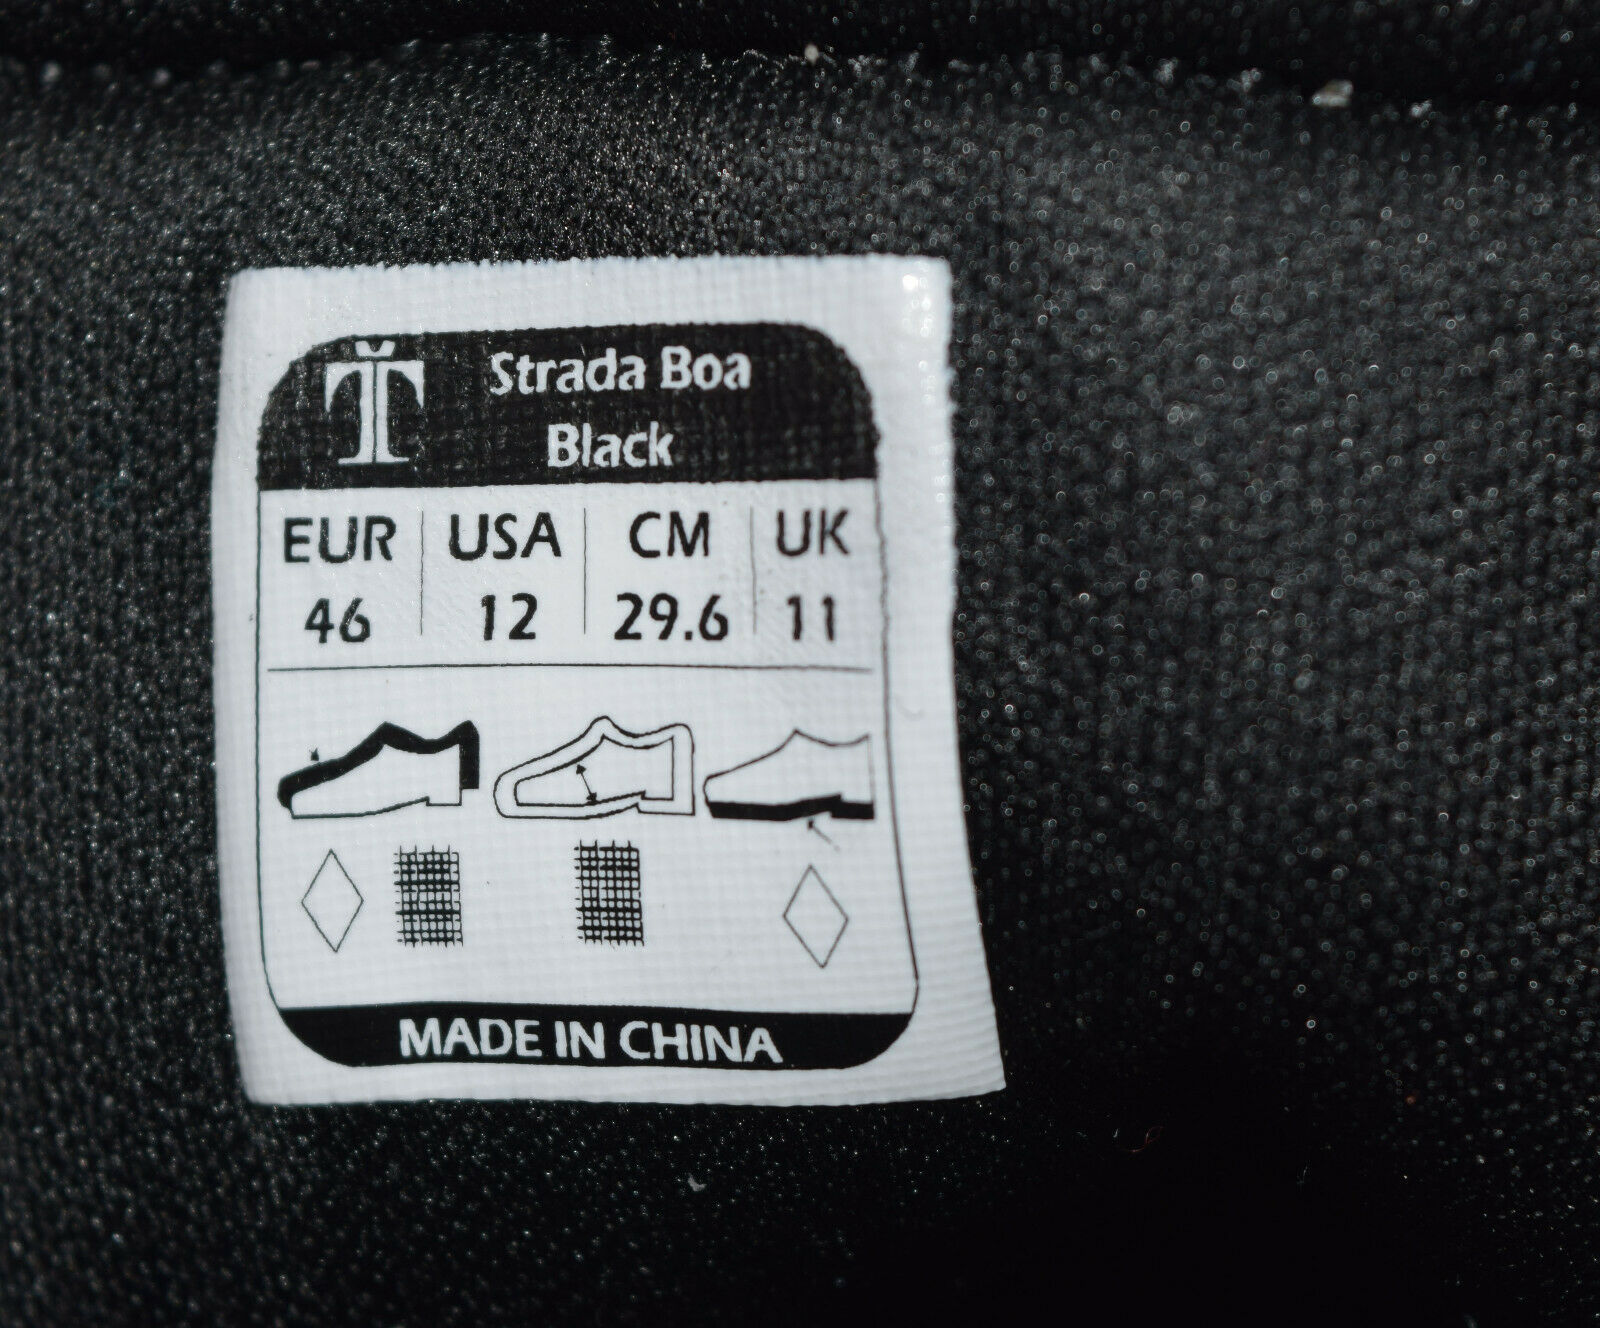 Ť Strada Boa
Black
EUR USA CM UK
46 12 29.6 11
MADE IN CHINA